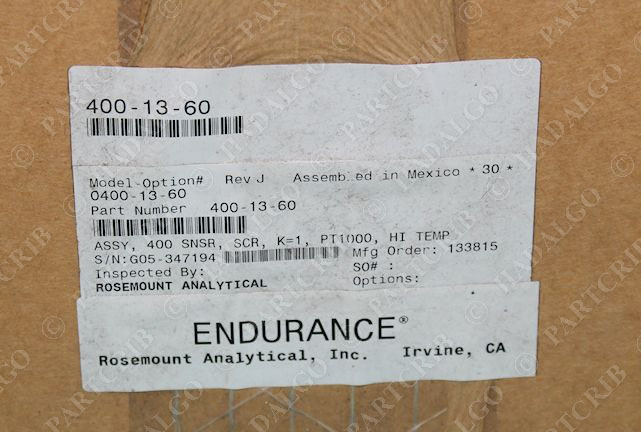 400-13-60
Model-Option# Rev J Assembled in Mexico * 30 *
0400-13-60
Part Number 400-13-60
ASSY, 400 SNSR, SCR, K=1, PT1000, HI TEMP
S/N:G05-347194 Mfg Order: 133815
Inspected By: SO# :
ROSEMOUNT ANALYTICAL Options:
ENDURANCE®
Rosemount Analytical, Inc. Irvine, CA
© PARTCRIB
© HADALGO